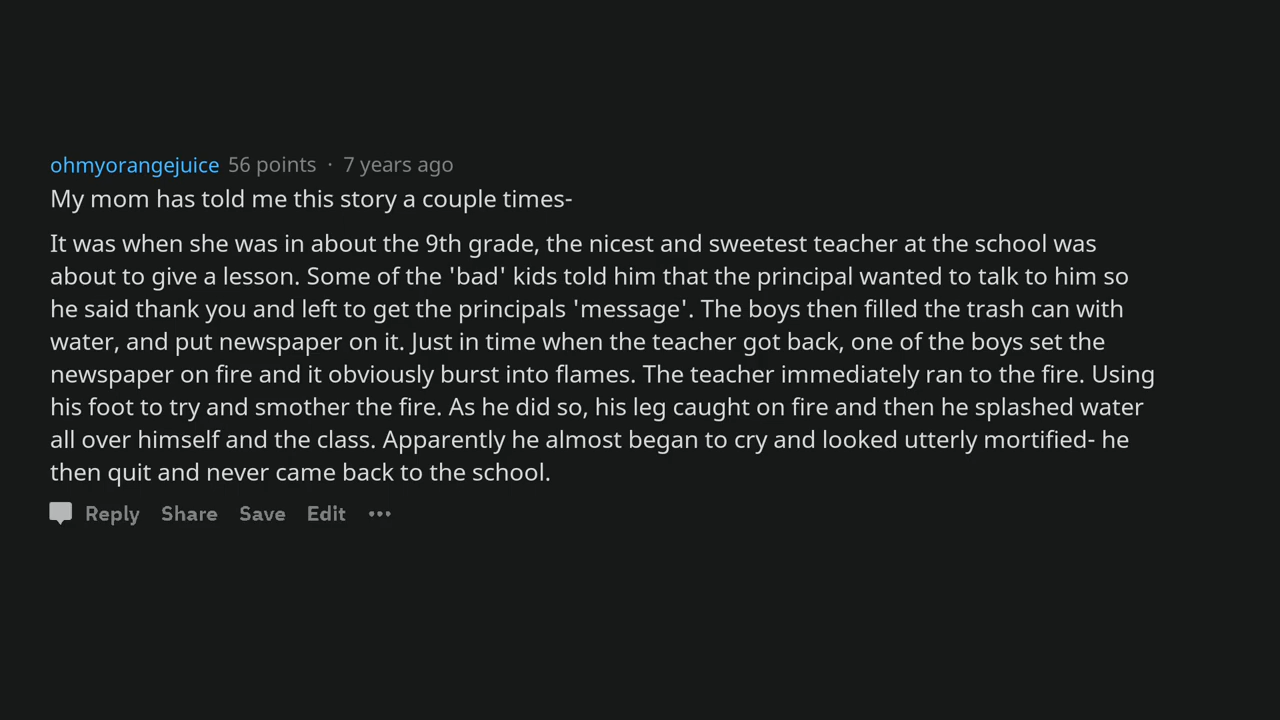 ohmyorangejuice 56 points · 7 years ago
My mom has told me this story a couple times-
It was when she was in about the 9th grade, the nicest and sweetest teacher at the school was
about to give a lesson. Some of the 'bad' kids told him that the principal wanted to talk to him so
he said thank you and left to get the principals 'message'. The boys then filled the trash can with
water, and put newspaper on it. Just in time when the teacher got back, one of the boys set the
newspaper on fire and it obviously burst into flames. The teacher immediately ran to the fire. Using
his foot to try and smother the fire. As he did so, his leg caught on fire and then he splashed water
all over himself and the class. Apparently he almost began to cry and looked utterly mortified- he
then quit and never came back to the school.
Reply Share Save Edit •••